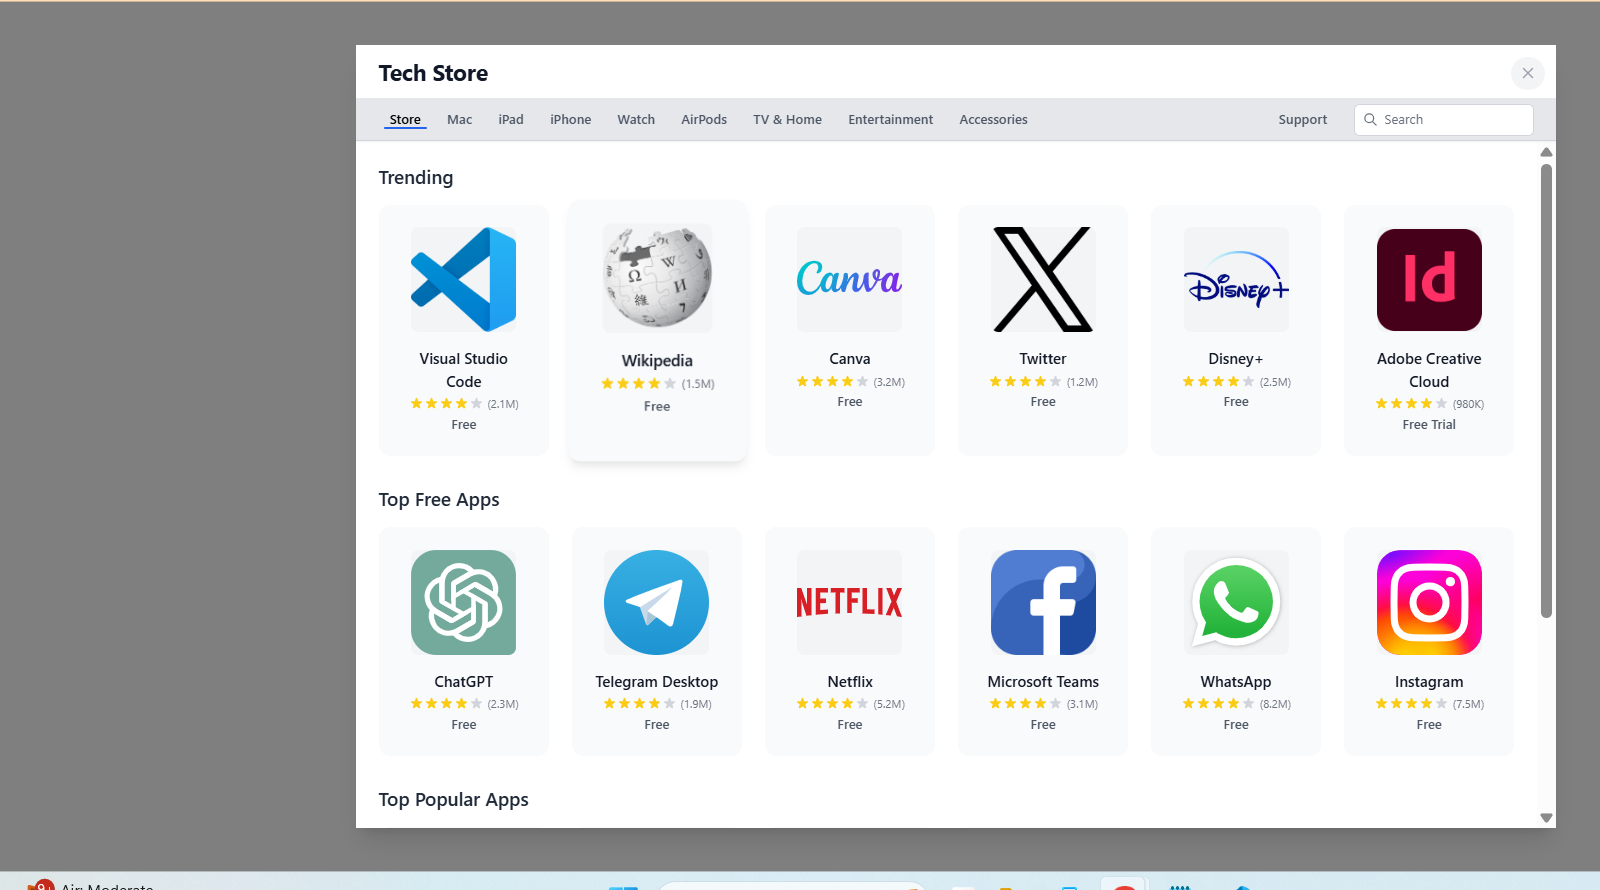 Tech Store
Store Mac iPad iPhone Watch AirPods TV & Home Entertainment Accessories Support Search
Trending
Canva
Disney+
Id
Visual Studio
Code
(2.1M)
Free
Ω W И 維 7
Wikipedia
(1.5M)
Free
Canva
(3.2M)
Free
Twitter
(1.2M)
Free
Disney+
(2.5M)
Free
Adobe Creative
Cloud
(980K)
Free Trial
Top Free Apps
NETFLIX
ChatGPT
(2.3M)
Free
Telegram Desktop
(1.9M)
Free
Netflix
(5.2M)
Free
Microsoft Teams
(3.1M)
Free
WhatsApp
(8.2M)
Free
Instagram
(7.5M)
Free
Top Popular Apps
9+
Air: Moderate